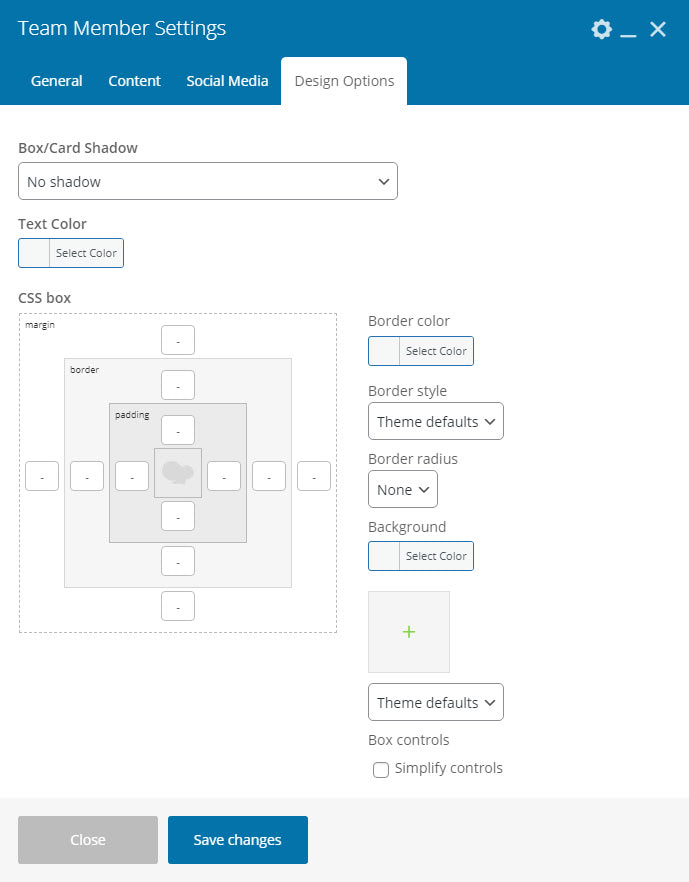 Team Member Settings
General
Content
Social Media
Design Options
Box/Card Shadow
No shadow
Text Color
Select Color
CSS box
margin
-
border
-
padding
-
-
-
-
-
-
-
-
-
-
Border color
Select Color
Border style
Theme defaults
Border radius
None
Background
Select Color
+
Theme defaults
Box controls
Simplify controls
Close
Save changes